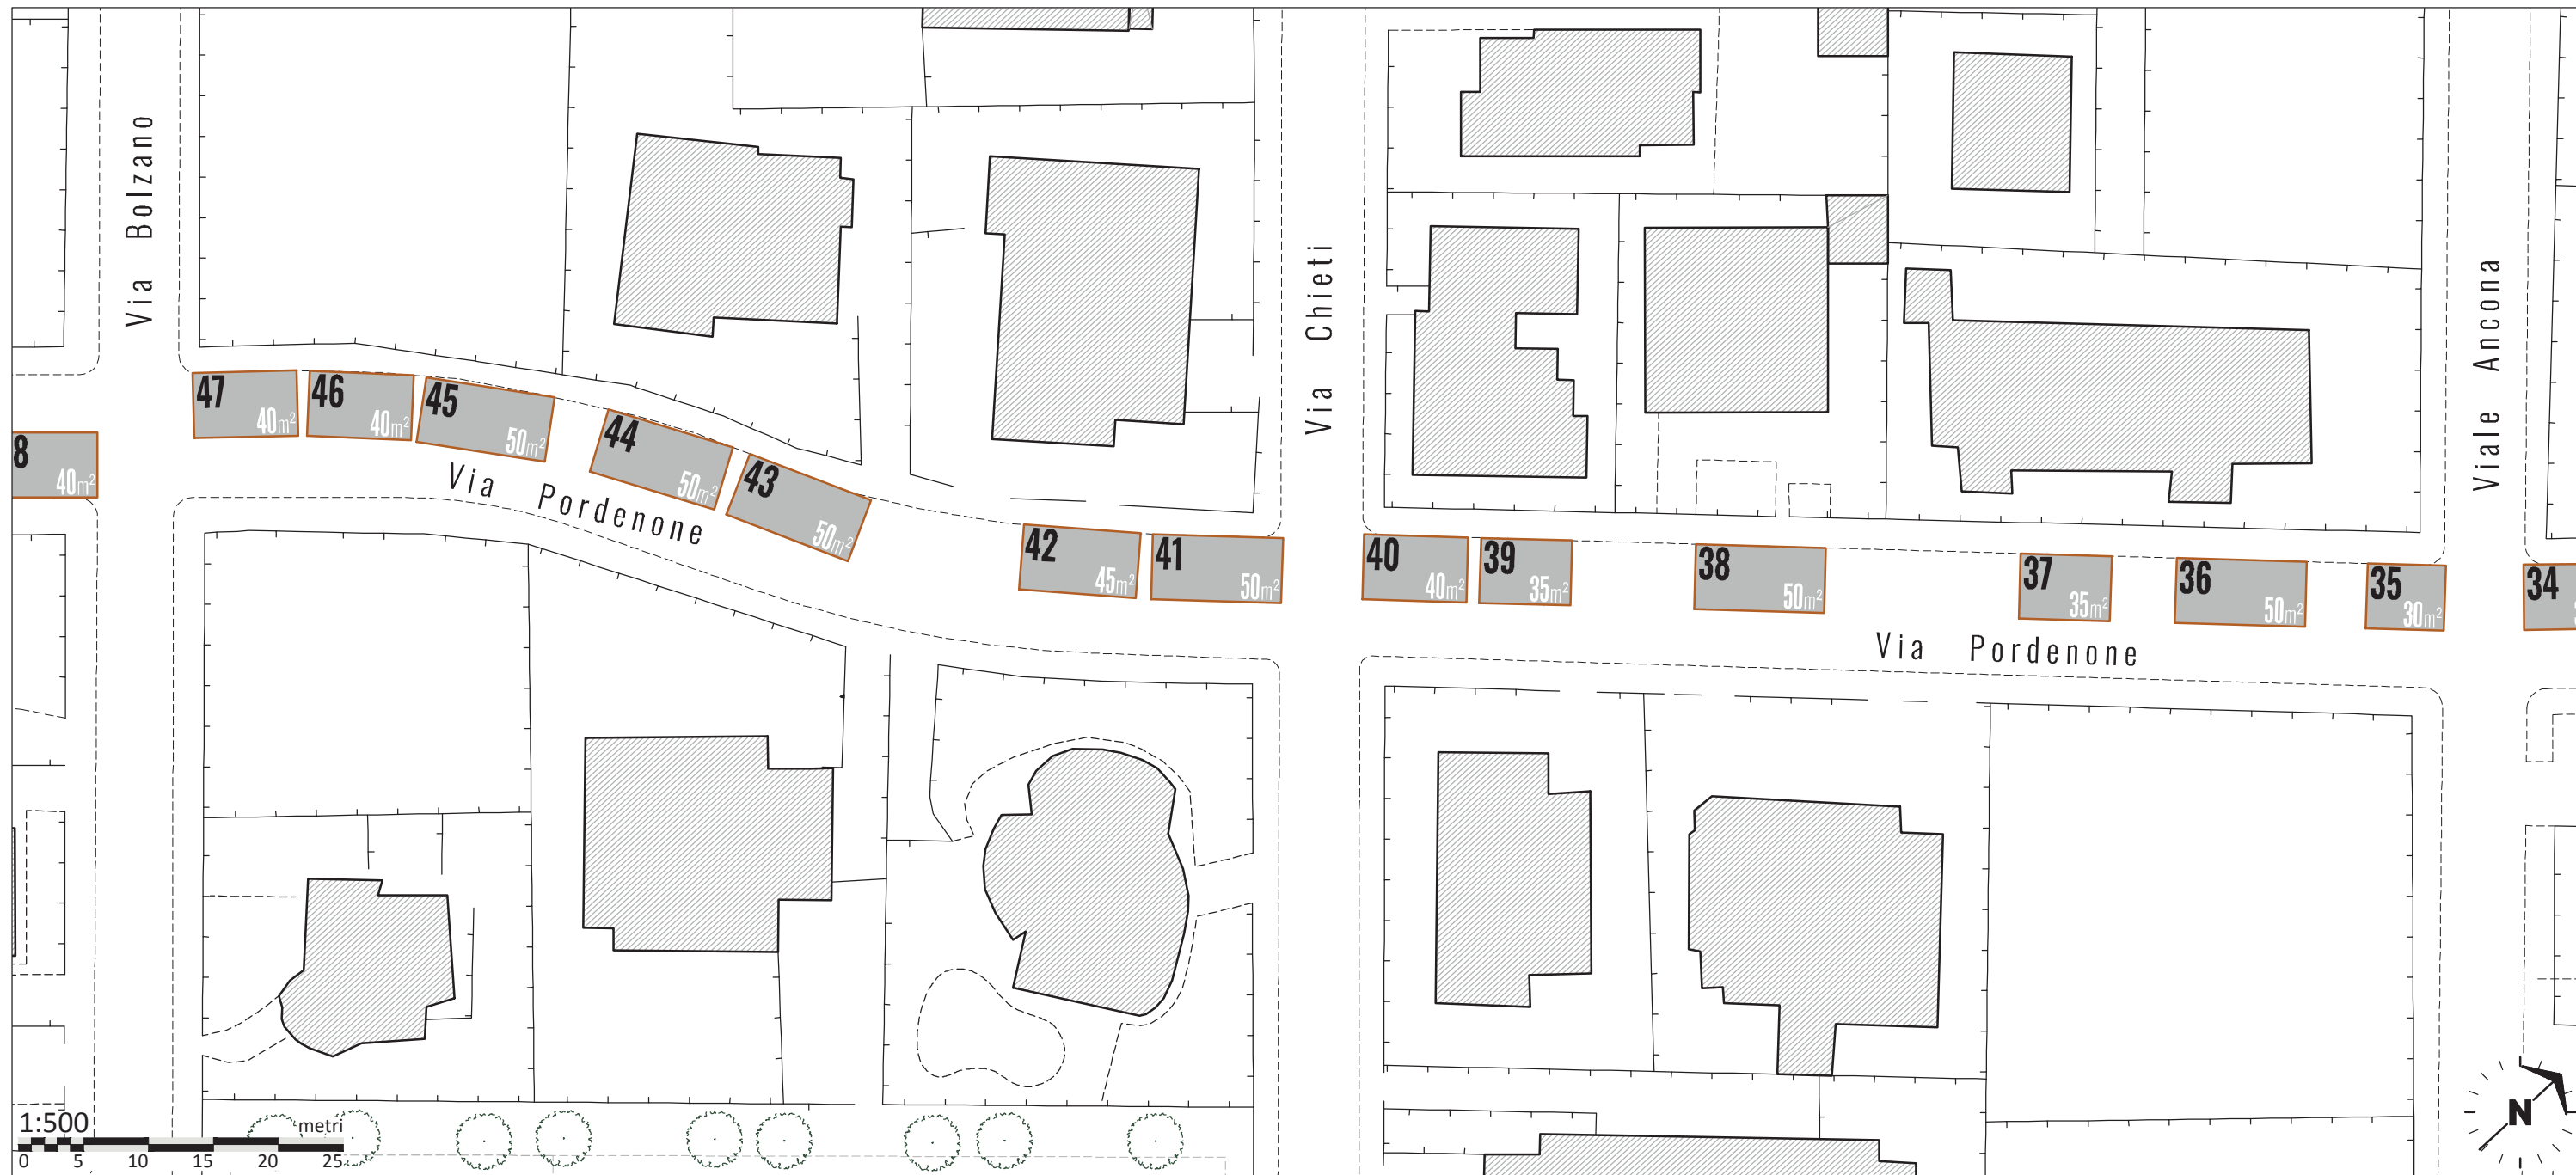 Via Bolzano
Via Chieti
Viale Ancona
47
40m²
46
40m²
45
50m²
44
50m²
43
50m²
8
40m²
Via Pordenone
42
45m²
41
50m²
40
40m²
39
35m²
38
50m²
37
35m²
36
50m²
35
30m²
34
Via Pordenone
1:500
metri
0 5 10 15 20 25
N